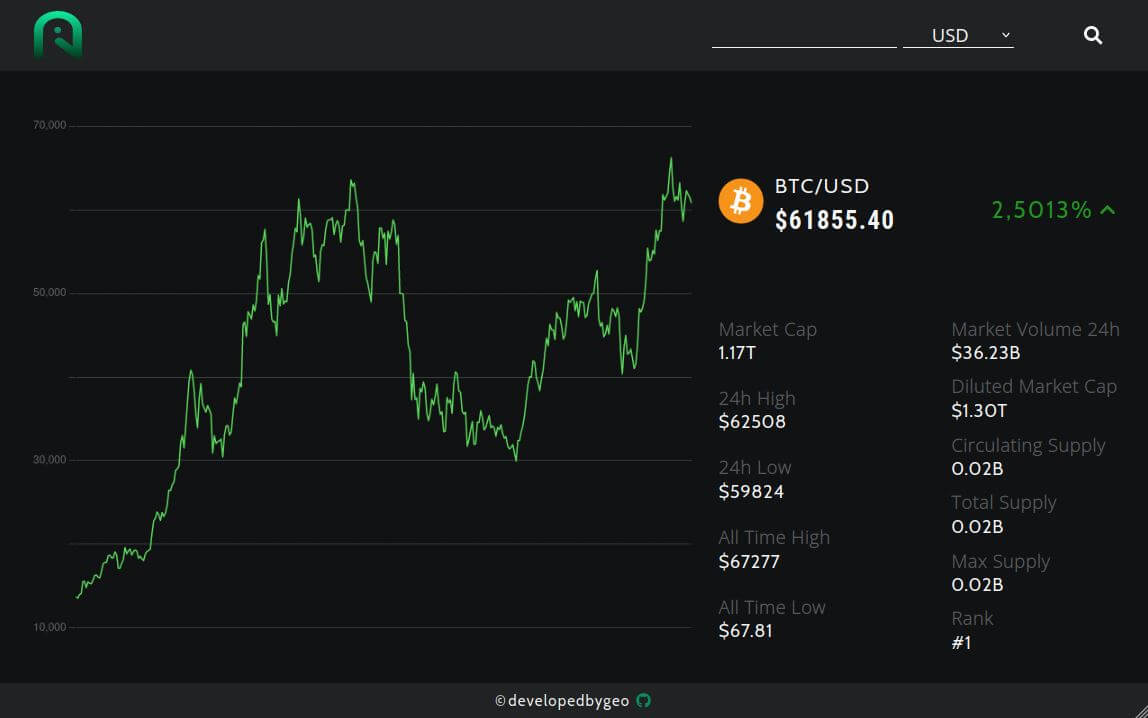 USD
70,000
50,000
30,000
10,000
BTC/USD
$61855.40
2,5013%
Market Cap
1.17T
24h High
$62508
24h Low
$59824
All Time High
$67277
All Time Low
$67.81
Market Volume 24h
$36.23B
Diluted Market Cap
$1.30T
Circulating Supply
0.02B
Total Supply
0.02B
Max Supply
0.02B
Rank
#1
©developedbygeo